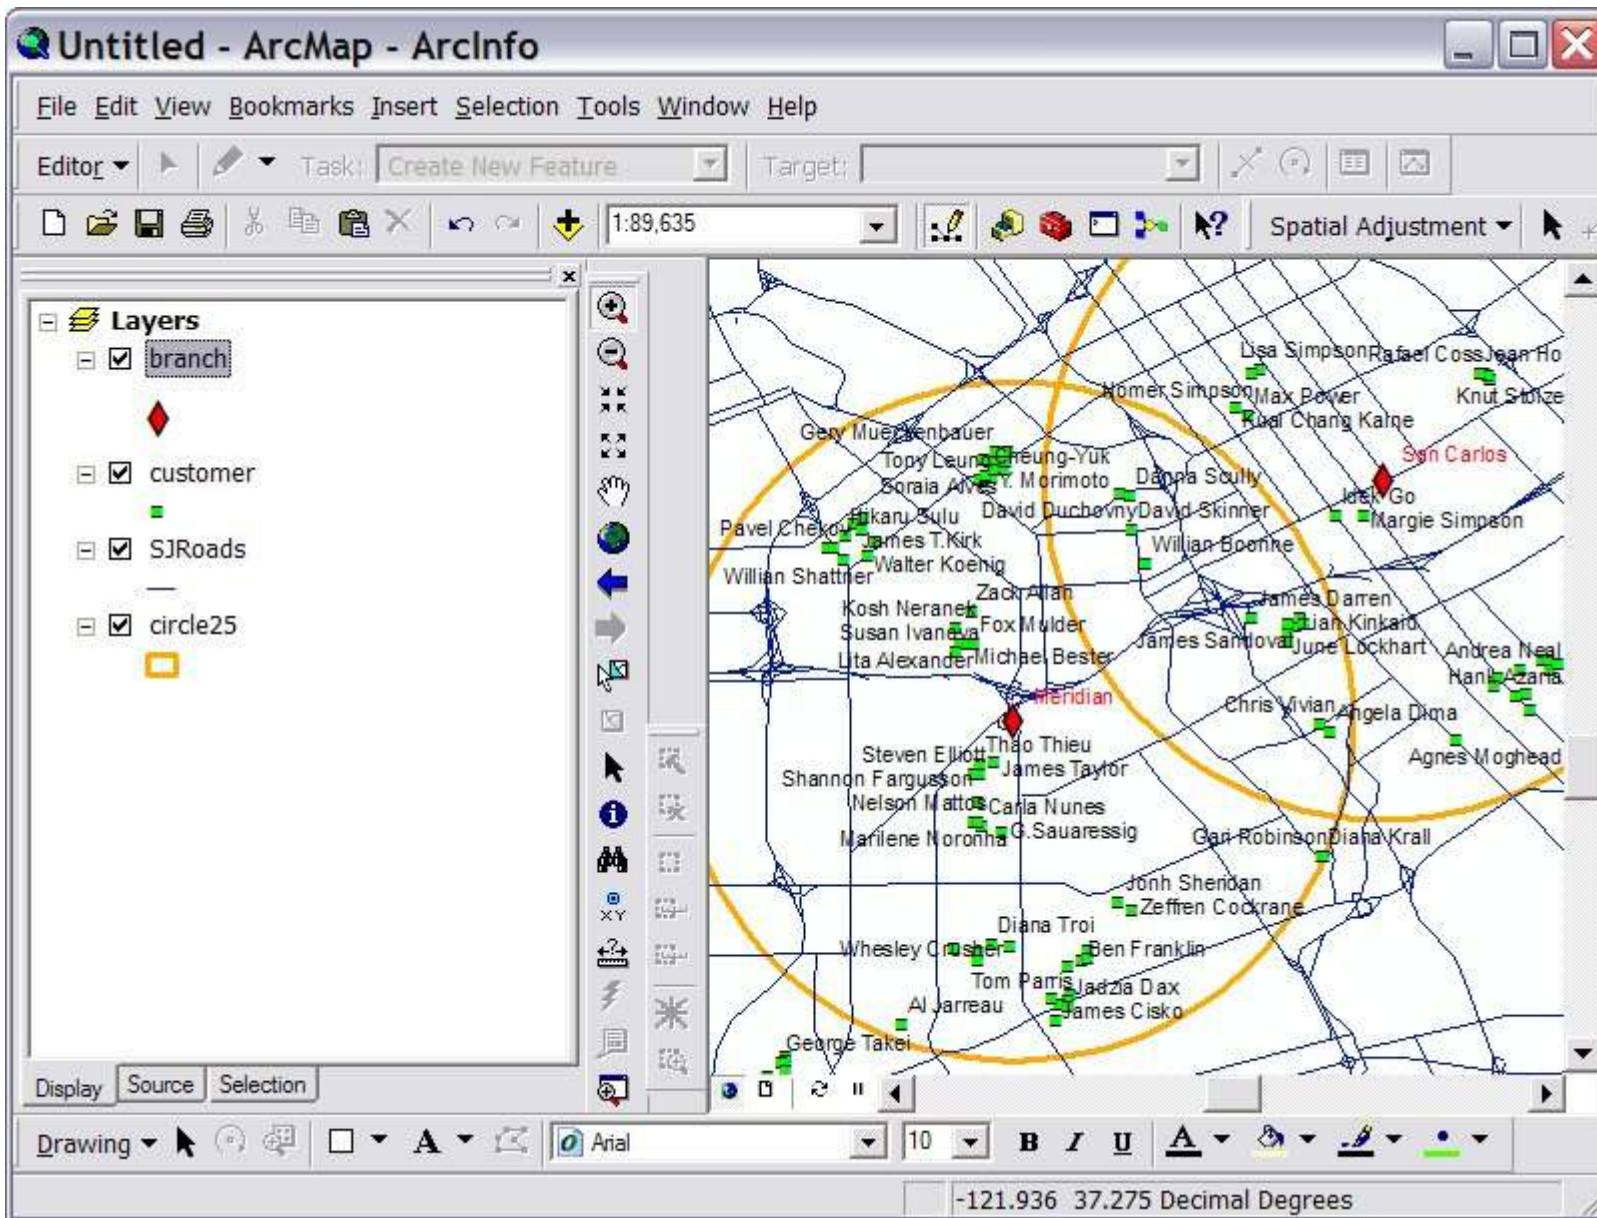 Untitled - ArcMap - ArcInfo
File Edit View Bookmarks Insert Selection Tools Window Help
Editor Task: Create New Feature Target:
1:89,635 Spatial Adjustment
Layers
branch
customer
SJRoads
circle25
Display Source Selection
Lisa Simpson Rafael Coss Jean Ho
Homer Simpson Max Power Knut Stolze
Kuai Chang Kaine
Gery Mueckenbauer
San Carlos
Tony Leung Cheung-Yuk
Soraia Alves Y. Morimoto Danna Scully
Idek Go
David Duchovny David Skinner Margie Simpson
Pavel Chekov Hikaru Sulu
James T.Kirk Willian Boonne
Willian Shattner Walter Koenig
Zack Allan
Kosh Neranek Fox Mulder James Darren
Susan Ivanova Lian Kinkaid
Lita Alexander Michael Bester James Sandoval June Lockhart Andrea Neal
Hank Azaria
Meridian Chris Vivian Angela Dima
Steven Elliott Thao Thieu Agnes Moghead
Shannon Fargusson James Taylor
Nelson Mattos Carla Nunes
Marilene Noronha G.Sauaressig Gari Robinson Diana Krall
Jonh Sheridan
Zeffren Cockrane
Diana Troi
Whesley Crusher Ben Franklin
Tom Parris Jadzia Dax
Al Jarreau James Cisko
George Takei
Drawing A Arial 10 B I U A
-121.936 37.275 Decimal Degrees